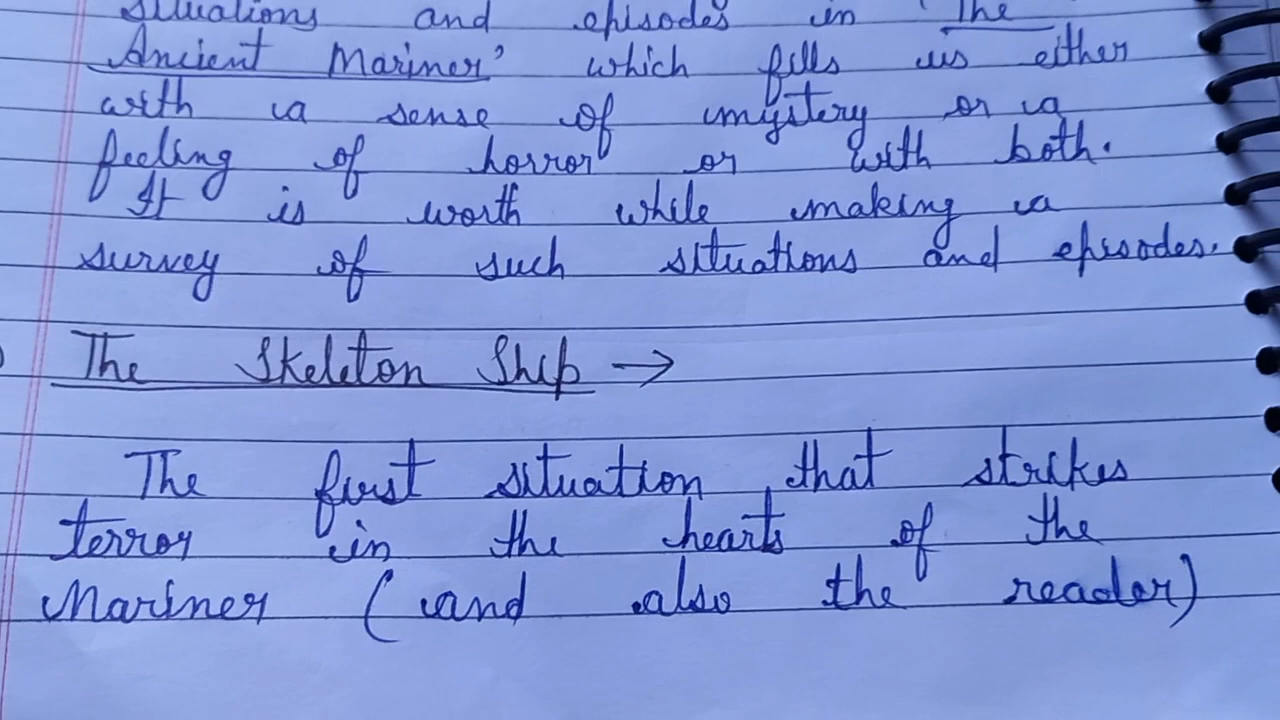 situations and episodes in 'The
Ancient Mariner' which fills us either
with a sense of mystery or a
feeling of horror or with both.
It is worth while making a
survey of such situations and episodes.
The Skeleton Ship →
The first situation that strikes
terror in the hearts of the
Mariner (and also the reader)